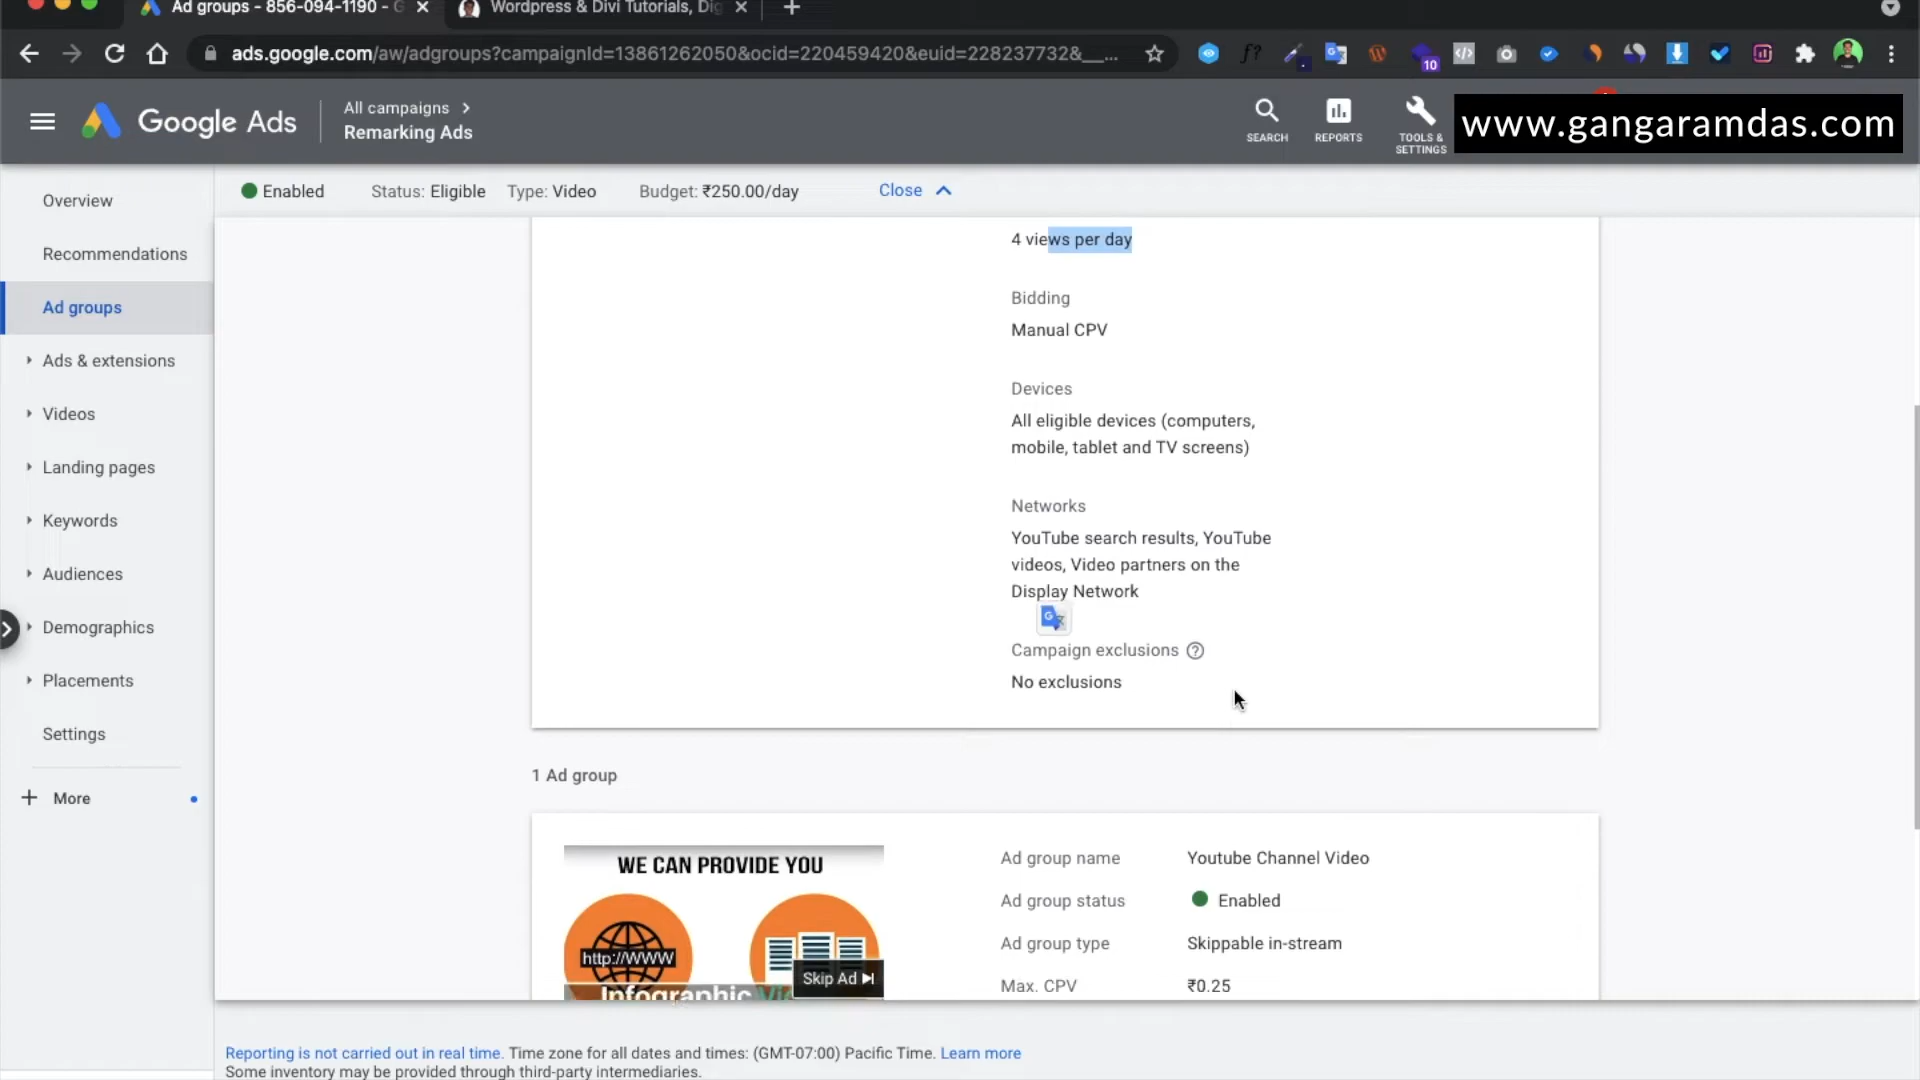 Ad groups - 856-094-1190 - G
Wordpress & Divi Tutorials, Dig
ads.google.com/aw/adgroups?campaignId=13861262050&ocid=220459420&euid=228237732&__...
f?
10
Google Ads
All campaigns
Remarking Ads
SEARCH
REPORTS
TOOLS &
SETTINGS
www.gangaramdas.com
Enabled
Status: Eligible
Type: Video
Budget: ₹250.00/day
Close
Overview
Recommendations
Ad groups
Ads & extensions
Videos
Landing pages
Keywords
Audiences
Demographics
Placements
Settings
More
4 views per day
Bidding
Manual CPV
Devices
All eligible devices (computers,
mobile, tablet and TV screens)
Networks
YouTube search results, YouTube
videos, Video partners on the
Display Network
Campaign exclusions
No exclusions
1 Ad group
WE CAN PROVIDE YOU
http://WWW
Skip Ad
Infographic
Ad group name Youtube Channel Video
Ad group status Enabled
Ad group type Skippable in-stream
Max. CPV ₹0.25
Reporting is not carried out in real time. Time zone for all dates and times: (GMT-07:00) Pacific Time. Learn more
Some inventory may be provided through third-party intermediaries.